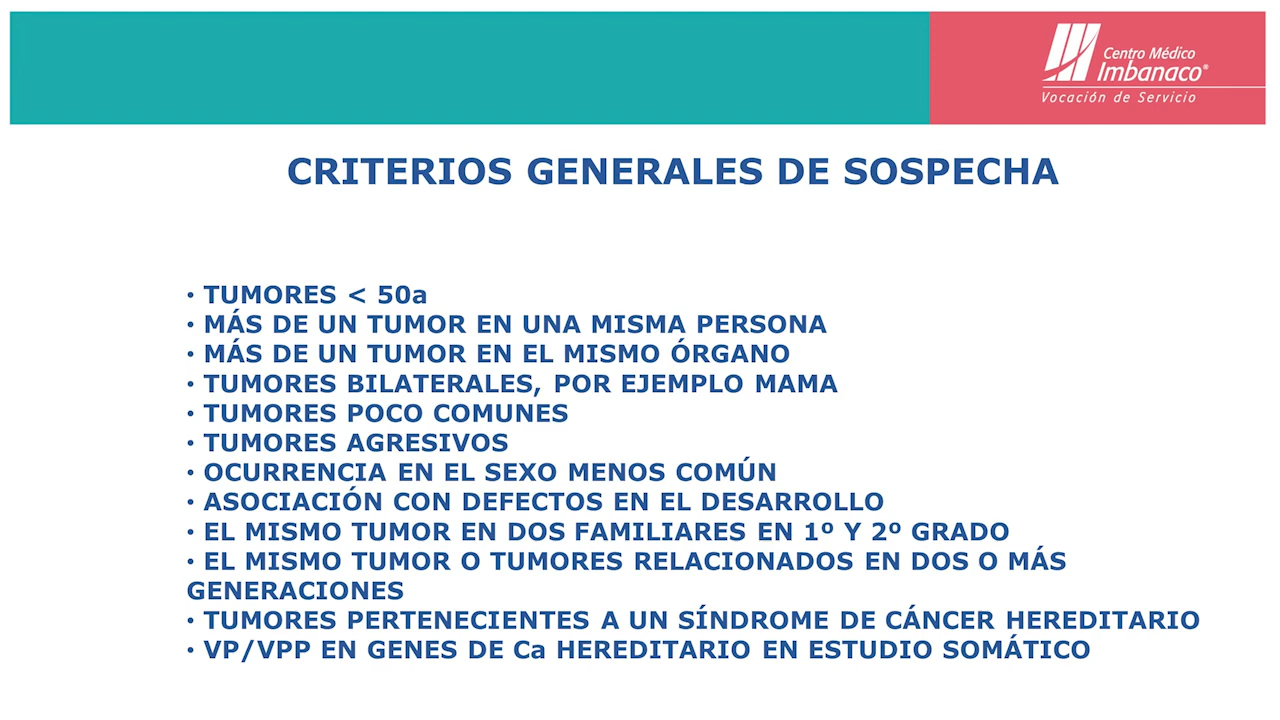 Centro Médico
Imbanaco®
Vocación de Servicio
CRITERIOS GENERALES DE SOSPECHA
• TUMORES < 50a
• MÁS DE UN TUMOR EN UNA MISMA PERSONA
• MÁS DE UN TUMOR EN EL MISMO ÓRGANO
• TUMORES BILATERALES, POR EJEMPLO MAMA
• TUMORES POCO COMUNES
• TUMORES AGRESIVOS
• OCURRENCIA EN EL SEXO MENOS COMÚN
• ASOCIACIÓN CON DEFECTOS EN EL DESARROLLO
• EL MISMO TUMOR EN DOS FAMILIARES EN 1º Y 2º GRADO
• EL MISMO TUMOR O TUMORES RELACIONADOS EN DOS O MÁS
GENERACIONES
• TUMORES PERTENECIENTES A UN SÍNDROME DE CÁNCER HEREDITARIO
• VP/VPP EN GENES DE Ca HEREDITARIO EN ESTUDIO SOMÁTICO